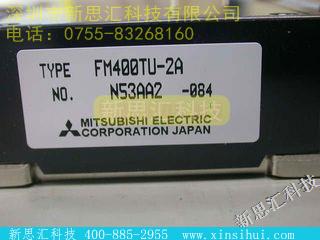 深圳市新思汇科技有限公司
电话：0755-83268160
TYPE FM400TU-2A
NO. N53AA2 -084
新思汇科技
MITSUBISHI ELECTRIC
CORPORATION JAPAN
新思汇科技 400-885-2955 www.xinsihui.com